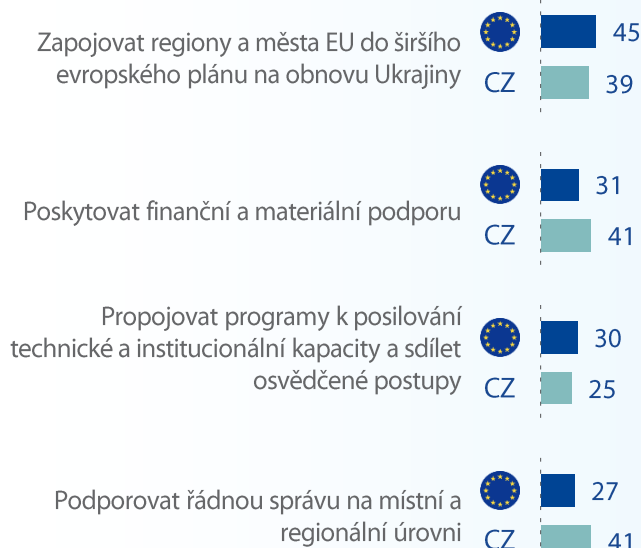 Zapojovat regiony a města EU do širšího
evropského plánu na obnovu Ukrajiny
45
CZ 39
Poskytovat finanční a materiální podporu
31
CZ 41
Propojovat programy k posilování
technické a institucionální kapacity a sdílet
osvědčené postupy
30
CZ 25
Podporovat řádnou správu na místní a
regionální úrovni
27
CZ 41